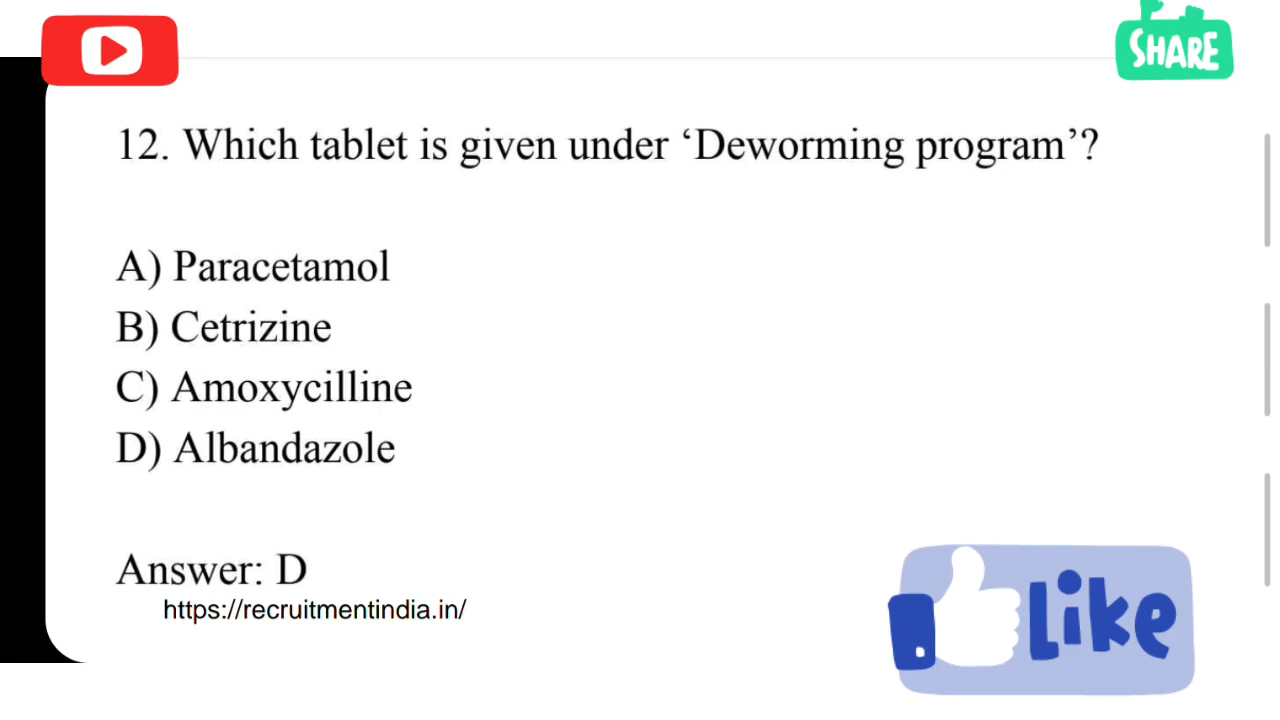 SHARE
12. Which tablet is given under ‘Deworming program’?
A) Paracetamol
B) Cetrizine
C) Amoxycilline
D) Albandazole
Answer: D
https://recruitmentindia.in/
Like